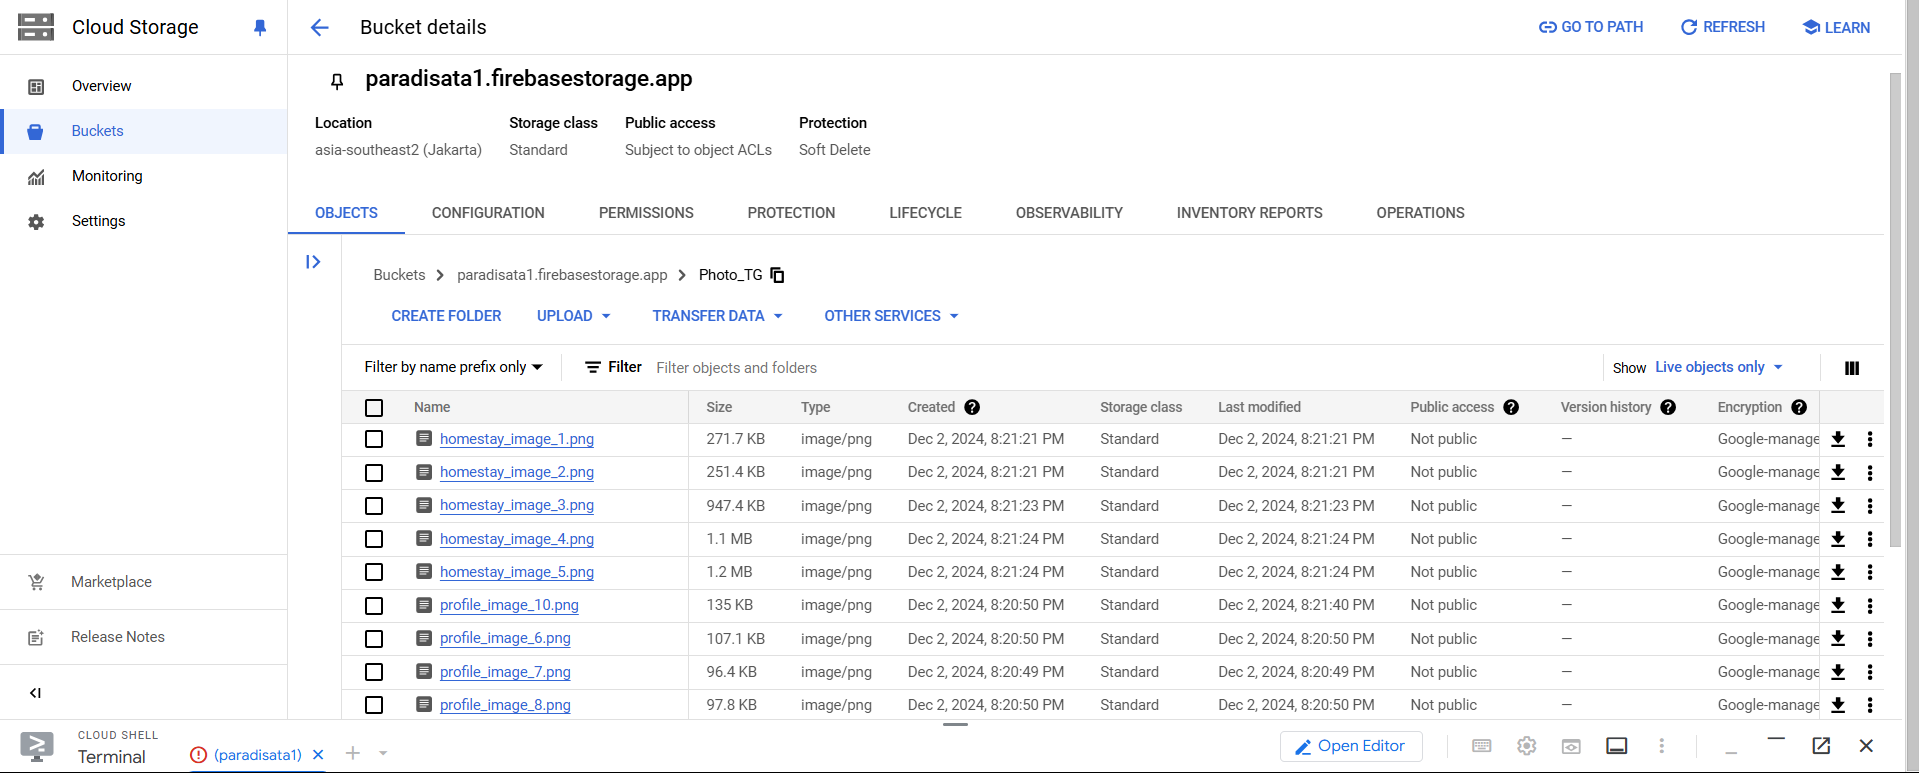 Cloud Storage
Bucket details
GO TO PATH
REFRESH
LEARN
Overview
Buckets
Monitoring
Settings
Marketplace
Release Notes
paradisata1.firebasestorage.app
Location Storage class Public access Protection
asia-southeast2 (Jakarta) Standard Subject to object ACLs Soft Delete
OBJECTS CONFIGURATION PERMISSIONS PROTECTION LIFECYCLE OBSERVABILITY INVENTORY REPORTS OPERATIONS
Buckets > paradisata1.firebasestorage.app > Photo_TG
CREATE FOLDER UPLOAD TRANSFER DATA OTHER SERVICES
Filter by name prefix only Filter Filter objects and folders Show Live objects only
Name Size Type Created Storage class Last modified Public access Version history Encryption
homestay_image_1.png 271.7 KB image/png Dec 2, 2024, 8:21:21 PM Standard Dec 2, 2024, 8:21:21 PM Not public — Google-manage
homestay_image_2.png 251.4 KB image/png Dec 2, 2024, 8:21:21 PM Standard Dec 2, 2024, 8:21:21 PM Not public — Google-manage
homestay_image_3.png 947.4 KB image/png Dec 2, 2024, 8:21:23 PM Standard Dec 2, 2024, 8:21:23 PM Not public — Google-manage
homestay_image_4.png 1.1 MB image/png Dec 2, 2024, 8:21:24 PM Standard Dec 2, 2024, 8:21:24 PM Not public — Google-manage
homestay_image_5.png 1.2 MB image/png Dec 2, 2024, 8:21:24 PM Standard Dec 2, 2024, 8:21:24 PM Not public — Google-manage
profile_image_10.png 135 KB image/png Dec 2, 2024, 8:20:50 PM Standard Dec 2, 2024, 8:21:40 PM Not public — Google-manage
profile_image_6.png 107.1 KB image/png Dec 2, 2024, 8:20:50 PM Standard Dec 2, 2024, 8:20:50 PM Not public — Google-manage
profile_image_7.png 96.4 KB image/png Dec 2, 2024, 8:20:49 PM Standard Dec 2, 2024, 8:20:49 PM Not public — Google-manage
profile_image_8.png 97.8 KB image/png Dec 2, 2024, 8:20:50 PM Standard Dec 2, 2024, 8:20:50 PM Not public — Google-manage
CLOUD SHELL
Terminal
(paradisata1)
Open Editor